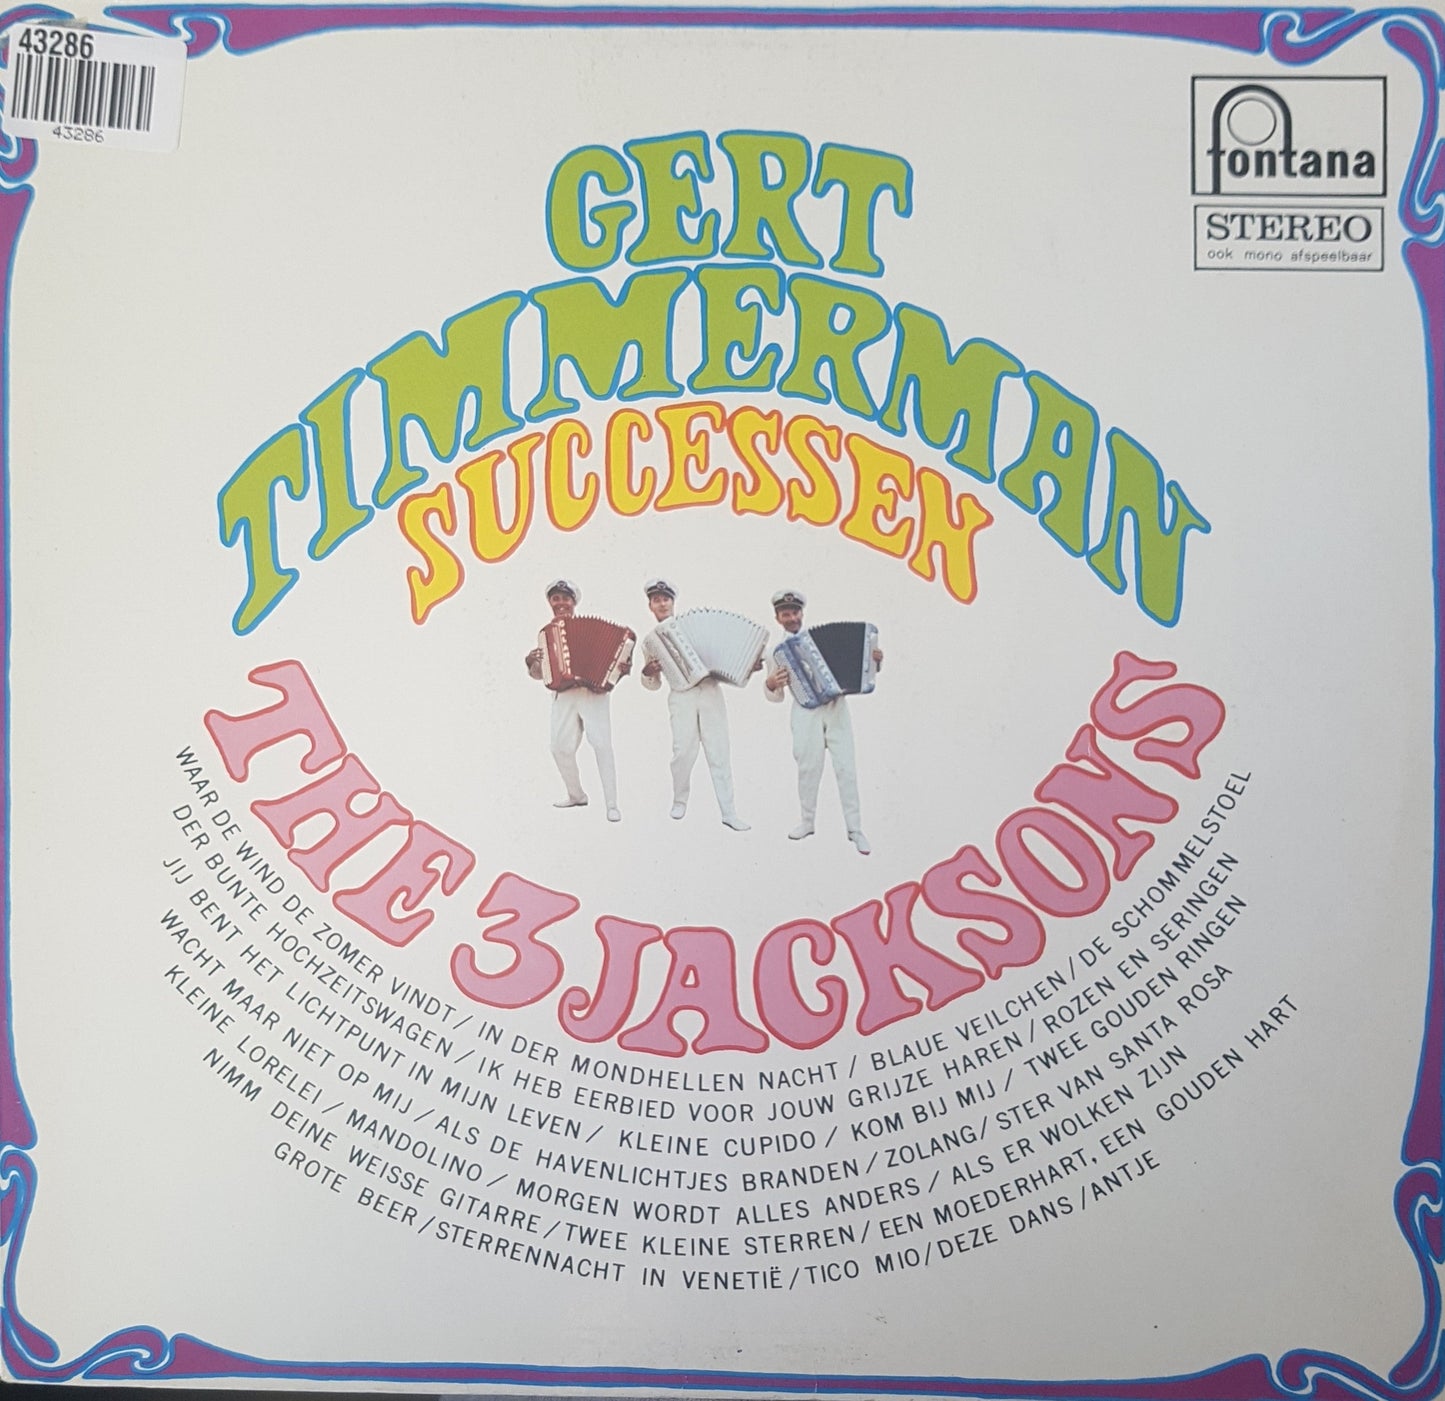 43286
43286
fontana
STEREO
ook mono afspeelbaar
GERT
TIMMERMAN
SUCCESSEN
THE 3 JACKSONS
WAAR DE WIND DE ZOMER VINDT / IN DER MONDHELLEN NACHT / BLAUE VEILCHEN / DE SCHOMMELSTOEL
DER BUNTE HOCHZEITSWAGEN / IK HEB EERBIED VOOR JOUW GRIJZE HAREN / ROZEN EN SERINGEN
JIJ BENT HET LICHTPUNT IN MIJN LEVEN / KLEINE CUPIDO / KOM BIJ MIJ / TWEE GOUDEN RINGEN
WACHT MAAR NIET OP MIJ / ALS DE HAVENLICHTJES BRANDEN / ZOLANG / STER VAN SANTA ROSA
KLEINE LORELEI / MANDOLINO / MORGEN WORDT ALLES ANDERS / ALS ER WOLKEN ZIJN
NIMM DEINE WEISSE GITARRE / TWEE KLEINE STERREN / EEN MOEDERHART, EEN GOUDEN HART
GROTE BEER / STERRENNACHT IN VENETIË / TICO MIO / DEZE DANS / ANTJE